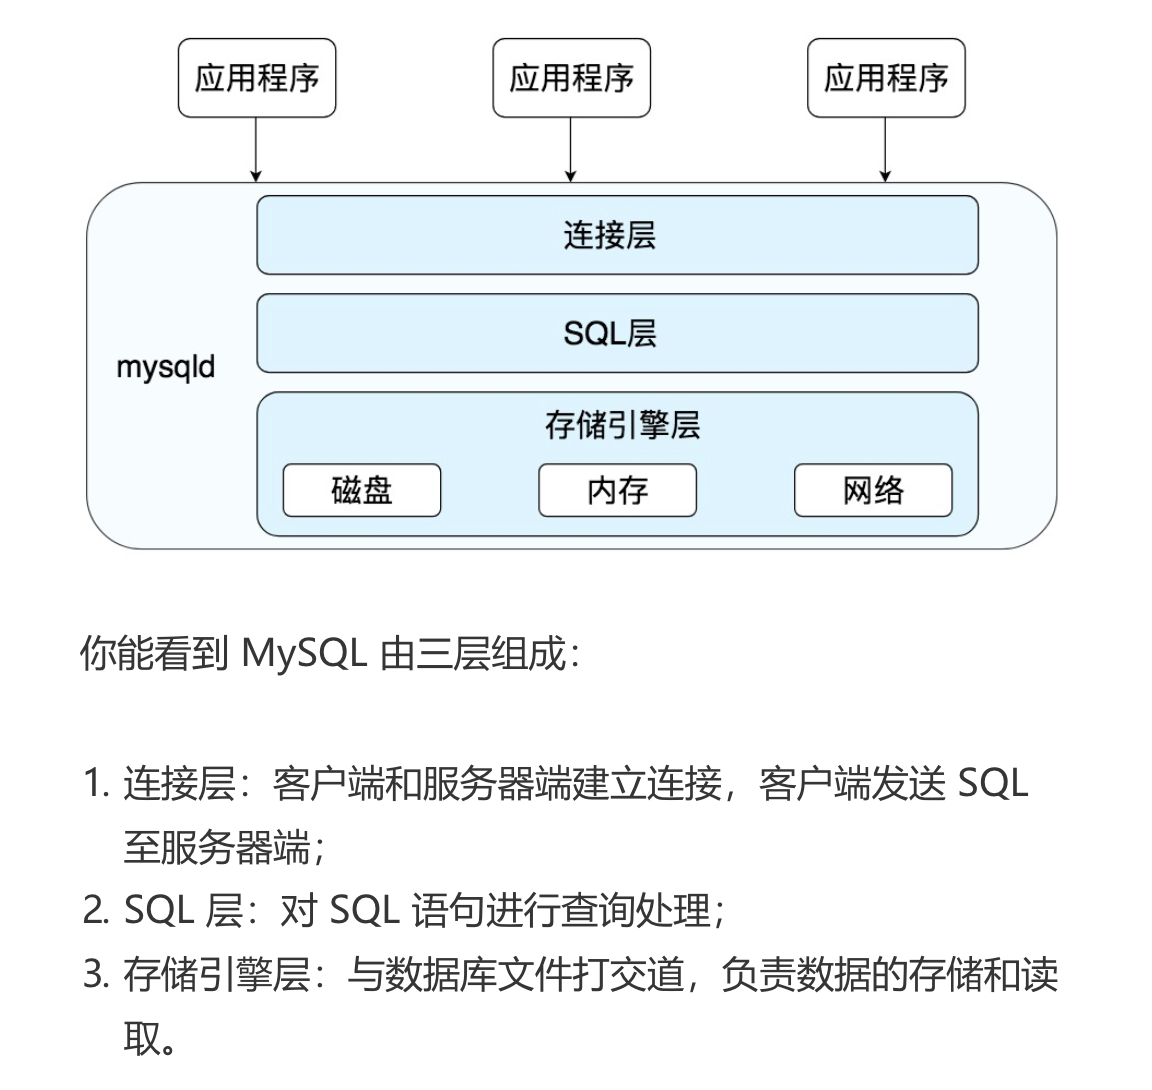 应用程序 应用程序 应用程序
连接层
SQL层
mysqld
存储引擎层
磁盘 内存 网络
你能看到 MySQL 由三层组成：
1. 连接层：客户端和服务器端建立连接，客户端发送 SQL
至服务器端；
2. SQL 层：对 SQL 语句进行查询处理；
3. 存储引擎层：与数据库文件打交道，负责数据的存储和读
取。